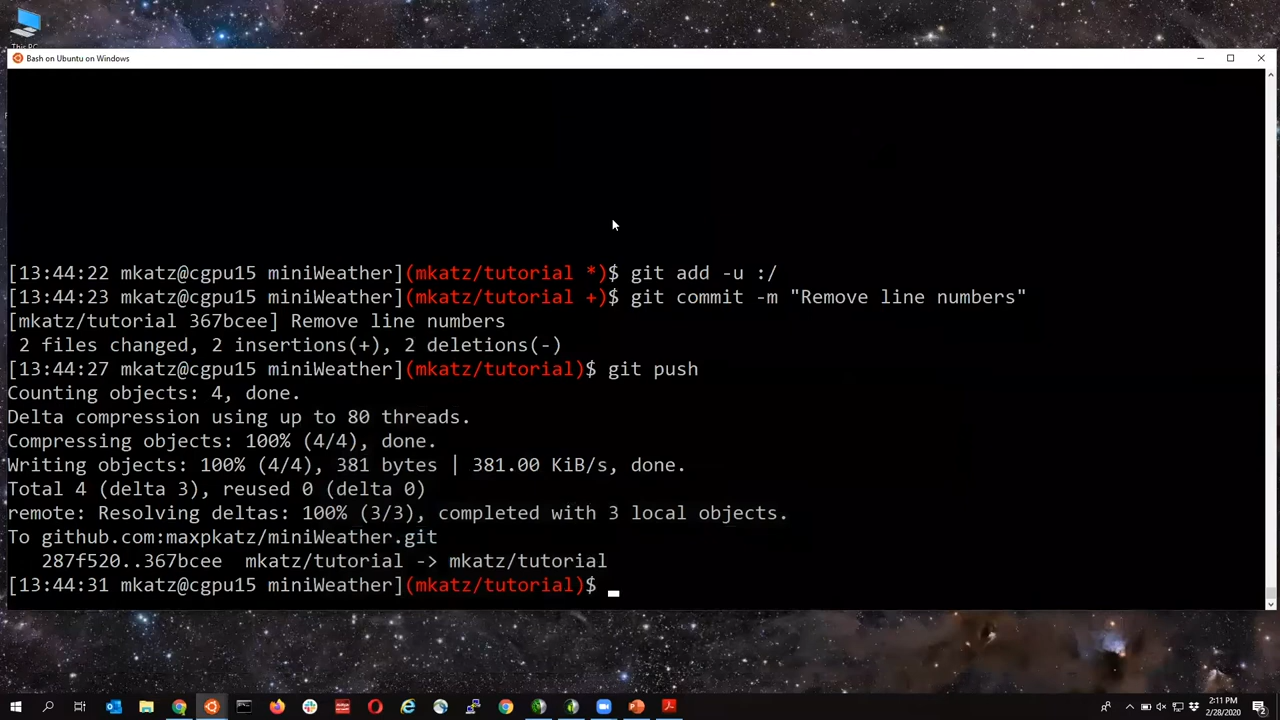 This PC
Bash on Ubuntu on Windows
[13:44:22 mkatz@cgpu15 miniWeather](mkatz/tutorial *)$ git add -u :/
[13:44:23 mkatz@cgpu15 miniWeather](mkatz/tutorial +)$ git commit -m "Remove line numbers"
[mkatz/tutorial 367bcee] Remove line numbers
2 files changed, 2 insertions(+), 2 deletions(-)
[13:44:27 mkatz@cgpu15 miniWeather](mkatz/tutorial)$ git push
Counting objects: 4, done.
Delta compression using up to 80 threads.
Compressing objects: 100% (4/4), done.
Writing objects: 100% (4/4), 381 bytes | 381.00 KiB/s, done.
Total 4 (delta 3), reused 0 (delta 0)
remote: Resolving deltas: 100% (3/3), completed with 3 local objects.
To github.com:maxpkatz/miniWeather.git
287f520..367bcee  mkatz/tutorial -> mkatz/tutorial
[13:44:31 mkatz@cgpu15 miniWeather](mkatz/tutorial)$
2:11 PM
2/28/2020